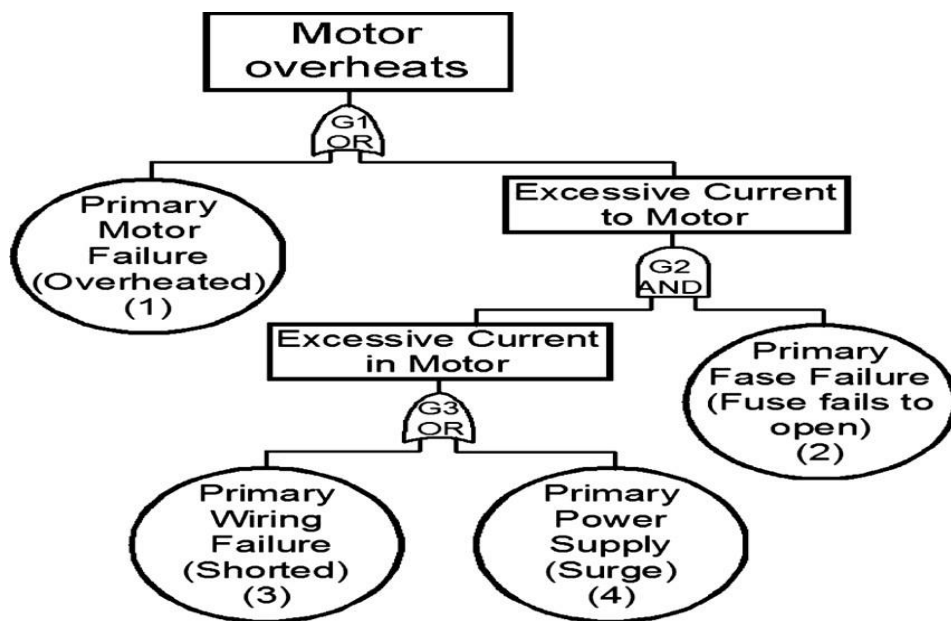 Motor
overheats
G1
OR
Primary
Motor
Failure
(Overheated)
(1)
Excessive Current
to Motor
G2
AND
Excessive Current
in Motor
Primary
Fase Failure
(Fuse fails to
open)
(2)
G3
OR
Primary
Wiring
Failure
(Shorted)
(3)
Primary
Power
Supply
(Surge)
(4)